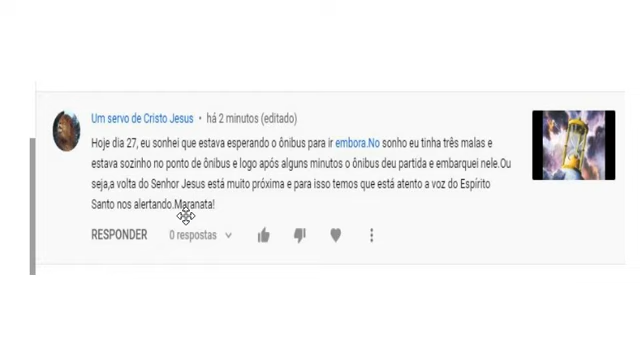 Um servo de Cristo Jesus • há 2 minutos (editado)
Hoje dia 27, eu sonhei que estava esperando o ônibus para ir embora.No sonho eu tinha três malas e
estava sozinho no ponto de ônibus e logo após alguns minutos o ônibus deu partida e embarquei nele.Ou
seja,a volta do Senhor Jesus está muito próxima e para isso temos que está atento a voz do Espírito
Santo nos alertando.Maranata!
RESPONDER 0 respostas